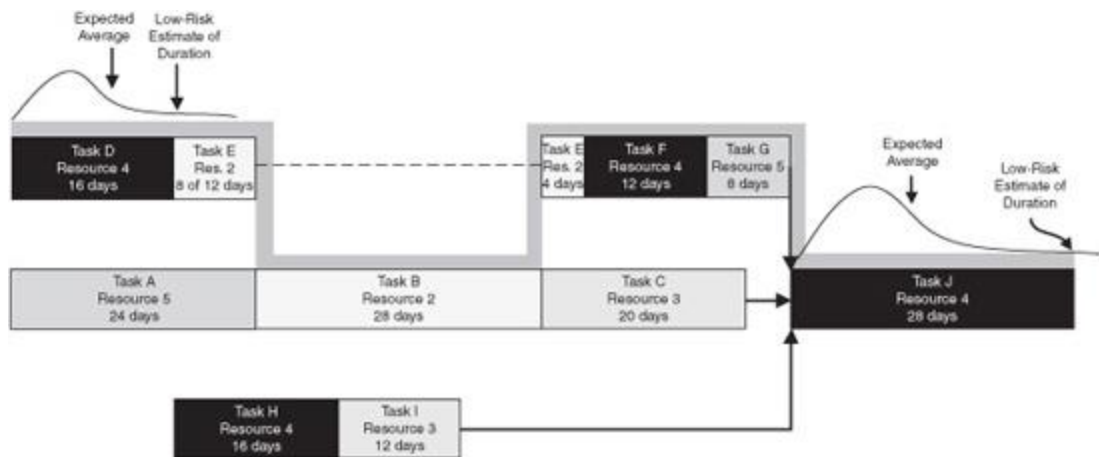 Expected
Average
Low-Risk
Estimate of
Duration
Task D
Resource 4
16 days
Task E
Res. 2
8 of 12 days
Task E
Res. 2
4 days
Task F
Resource 4
12 days
Task G
Resource 5
8 days
Expected
Average
Low-Risk
Estimate of
Duration
Task A
Resource 5
24 days
Task B
Resource 2
28 days
Task C
Resource 3
20 days
Task J
Resource 4
28 days
Task H
Resource 4
16 days
Task I
Resource 3
12 days